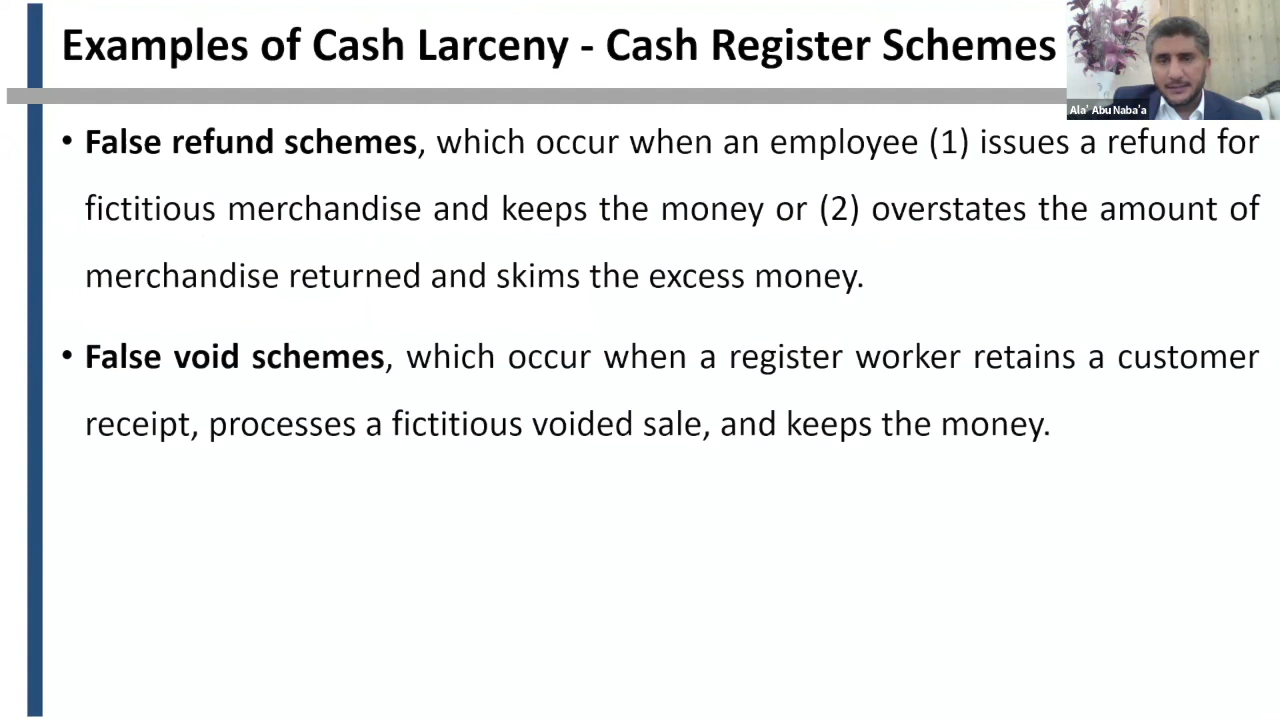 Examples of Cash Larceny - Cash Register Schemes
Ala' Abu Naba'a
• False refund schemes, which occur when an employee (1) issues a refund for
fictitious merchandise and keeps the money or (2) overstates the amount of
merchandise returned and skims the excess money.
• False void schemes, which occur when a register worker retains a customer
receipt, processes a fictitious voided sale, and keeps the money.